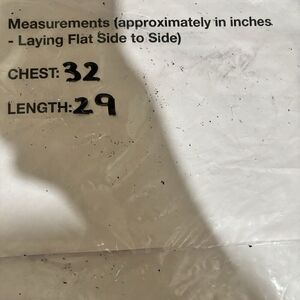 Measurements (approximately in inches
- Laying Flat Side to Side)
CHEST: 32
LENGTH: 29